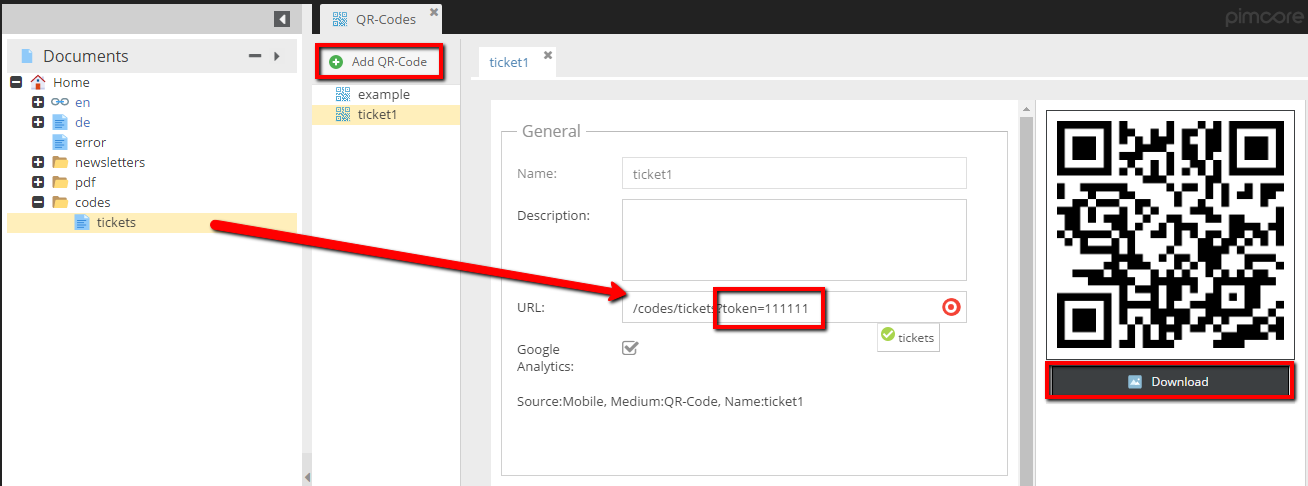 QR-Codes
pimcore
Documents
Home
en
de
error
newsletters
pdf
codes
tickets
Add QR-Code
example
ticket1
ticket1
General
Name:
ticket1
Description:
URL:
/codes/tickets?token=111111
tickets
Google
Analytics:
Source:Mobile, Medium:QR-Code, Name:ticket1
Download